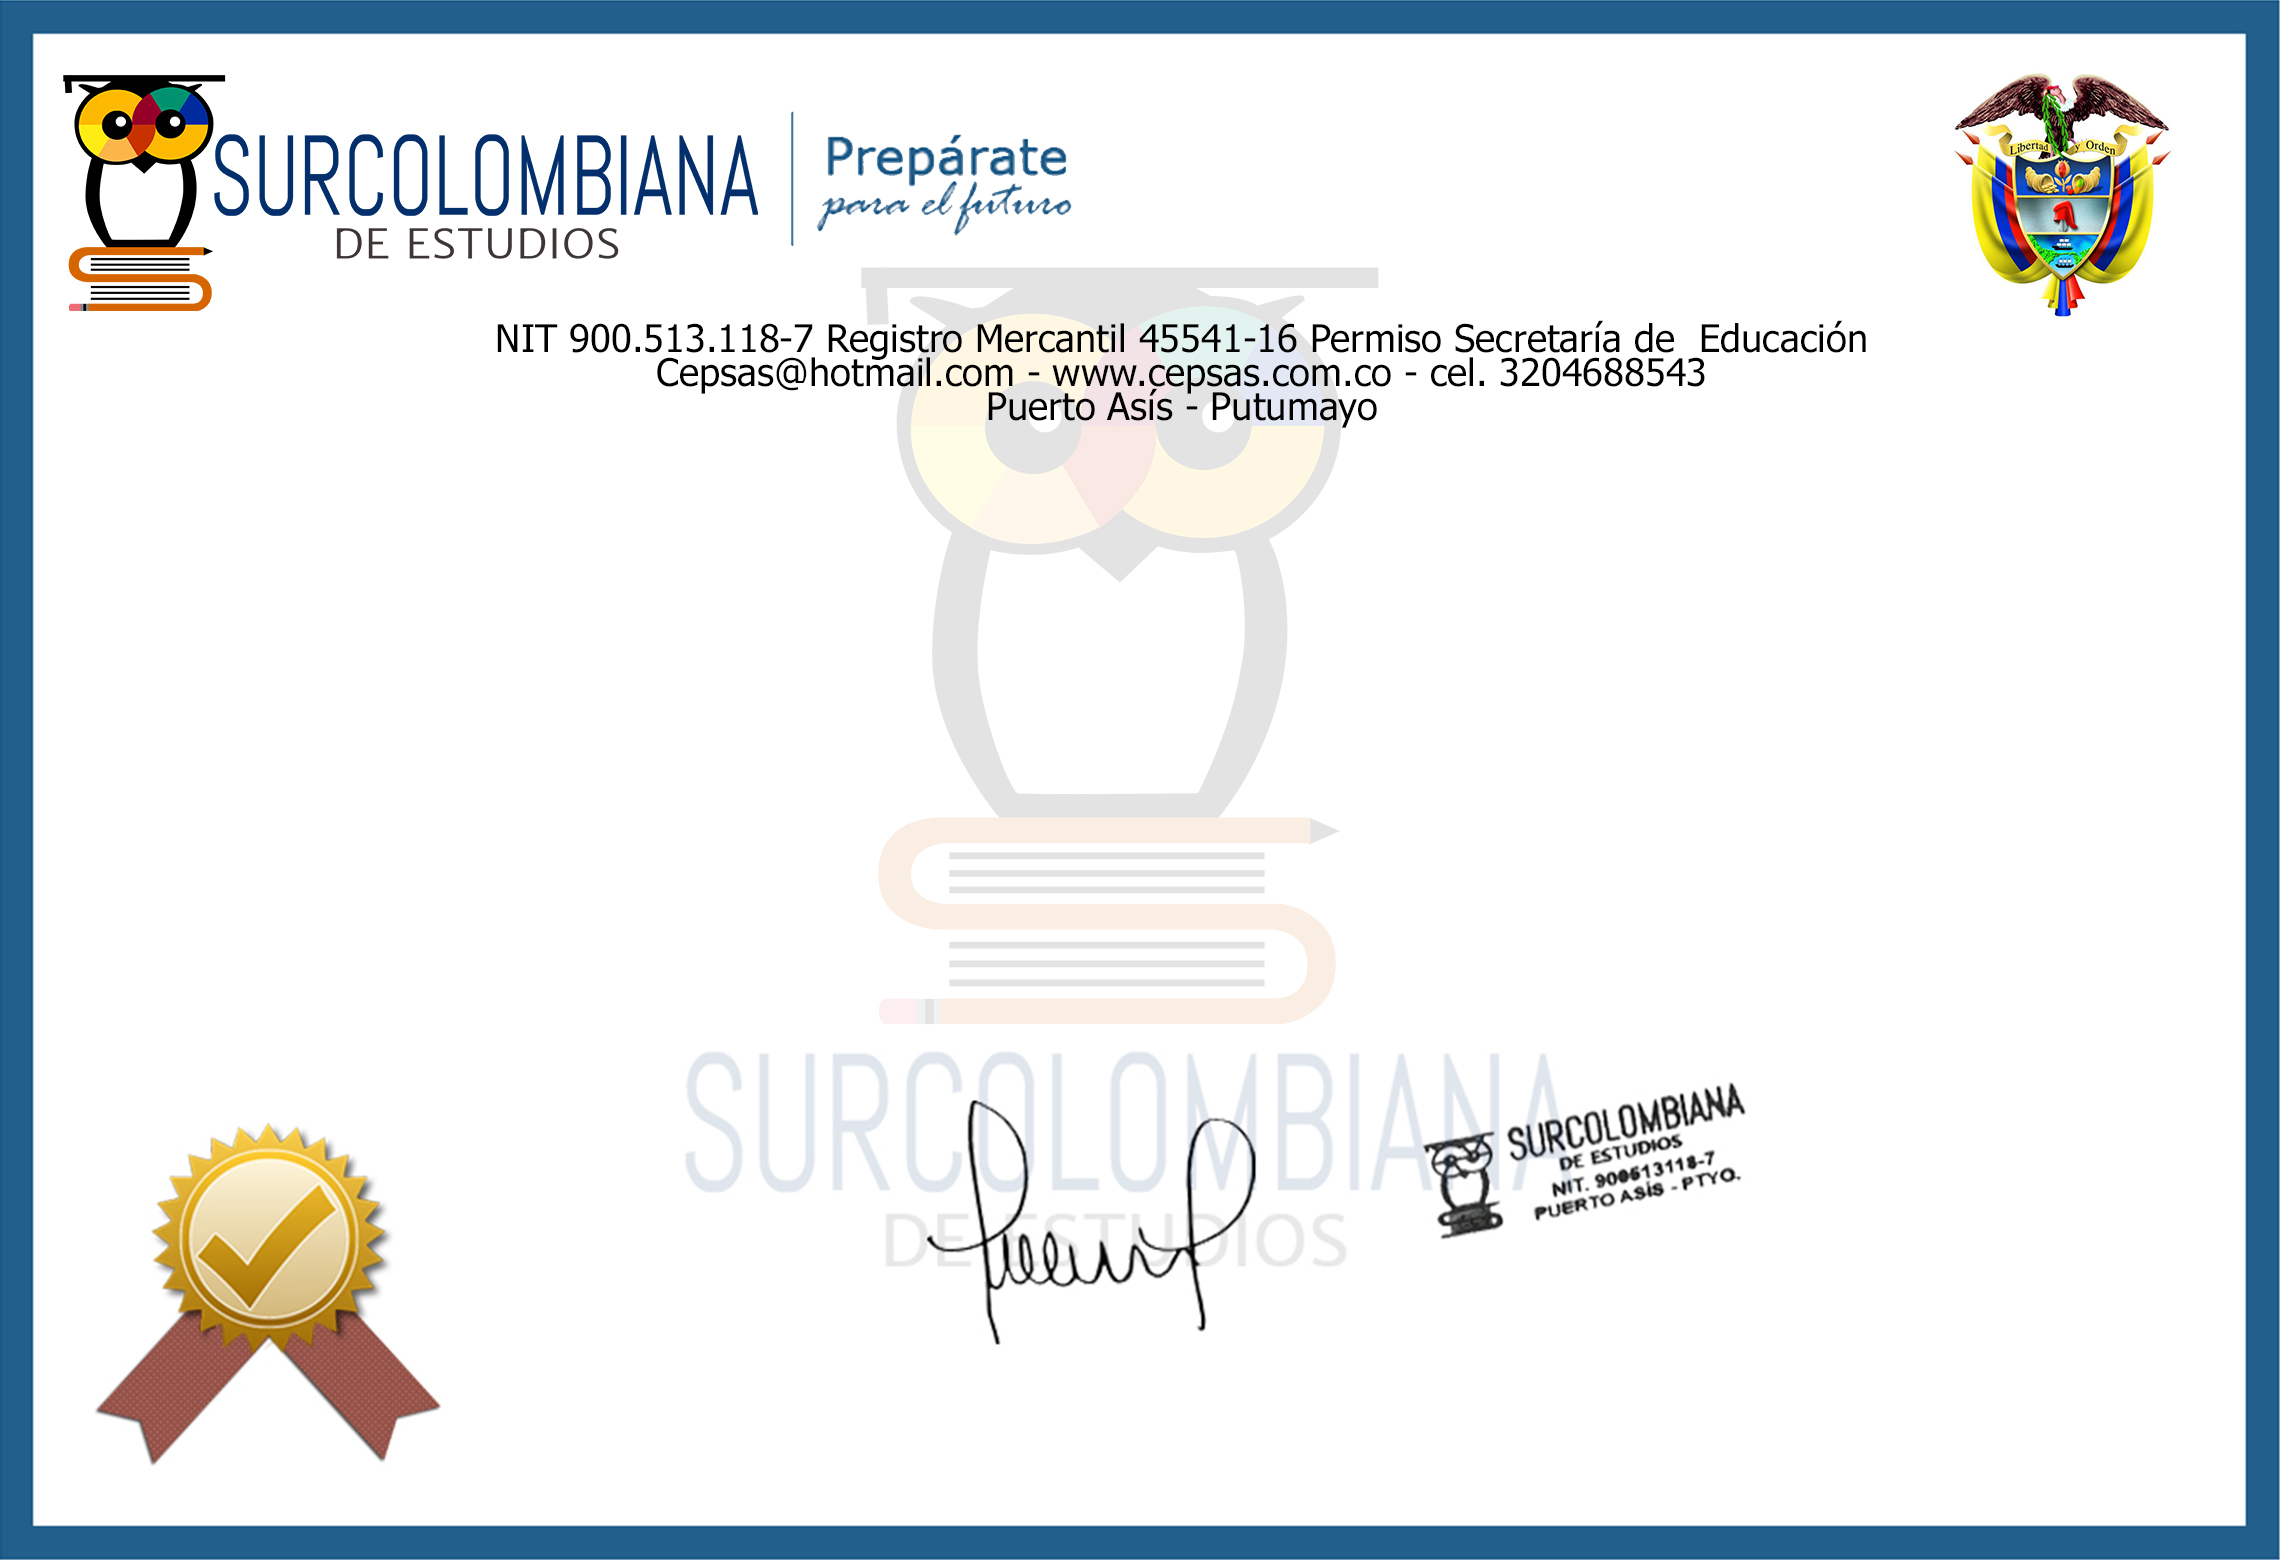 SURCOLOMBIANA
DE ESTUDIOS
Prepárate
para el futuro
Libertad y Orden
NIT 900.513.118-7 Registro Mercantil 45541-16 Permiso Secretaría de  Educación
Cepsas@hotmail.com - www.cepsas.com.co - cel. 3204688543
Puerto Asís - Putumayo
SURCOLOMBIANA
DE ESTUDIOS
SURCOLOMBIANA
DE ESTUDIOS
NIT. 900513118-7
PUERTO ASÍS - PTYO.